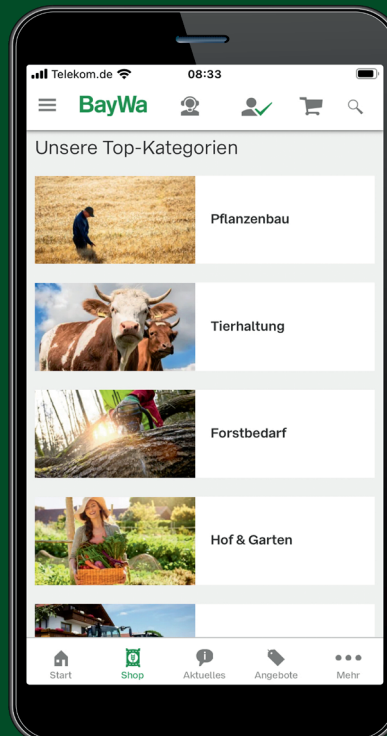 Telekom.de
08:33
BayWa
Unsere Top-Kategorien
Pflanzenbau
Tierhaltung
Forstbedarf
Hof & Garten
Start
Shop
Aktuelles
Angebote
Mehr